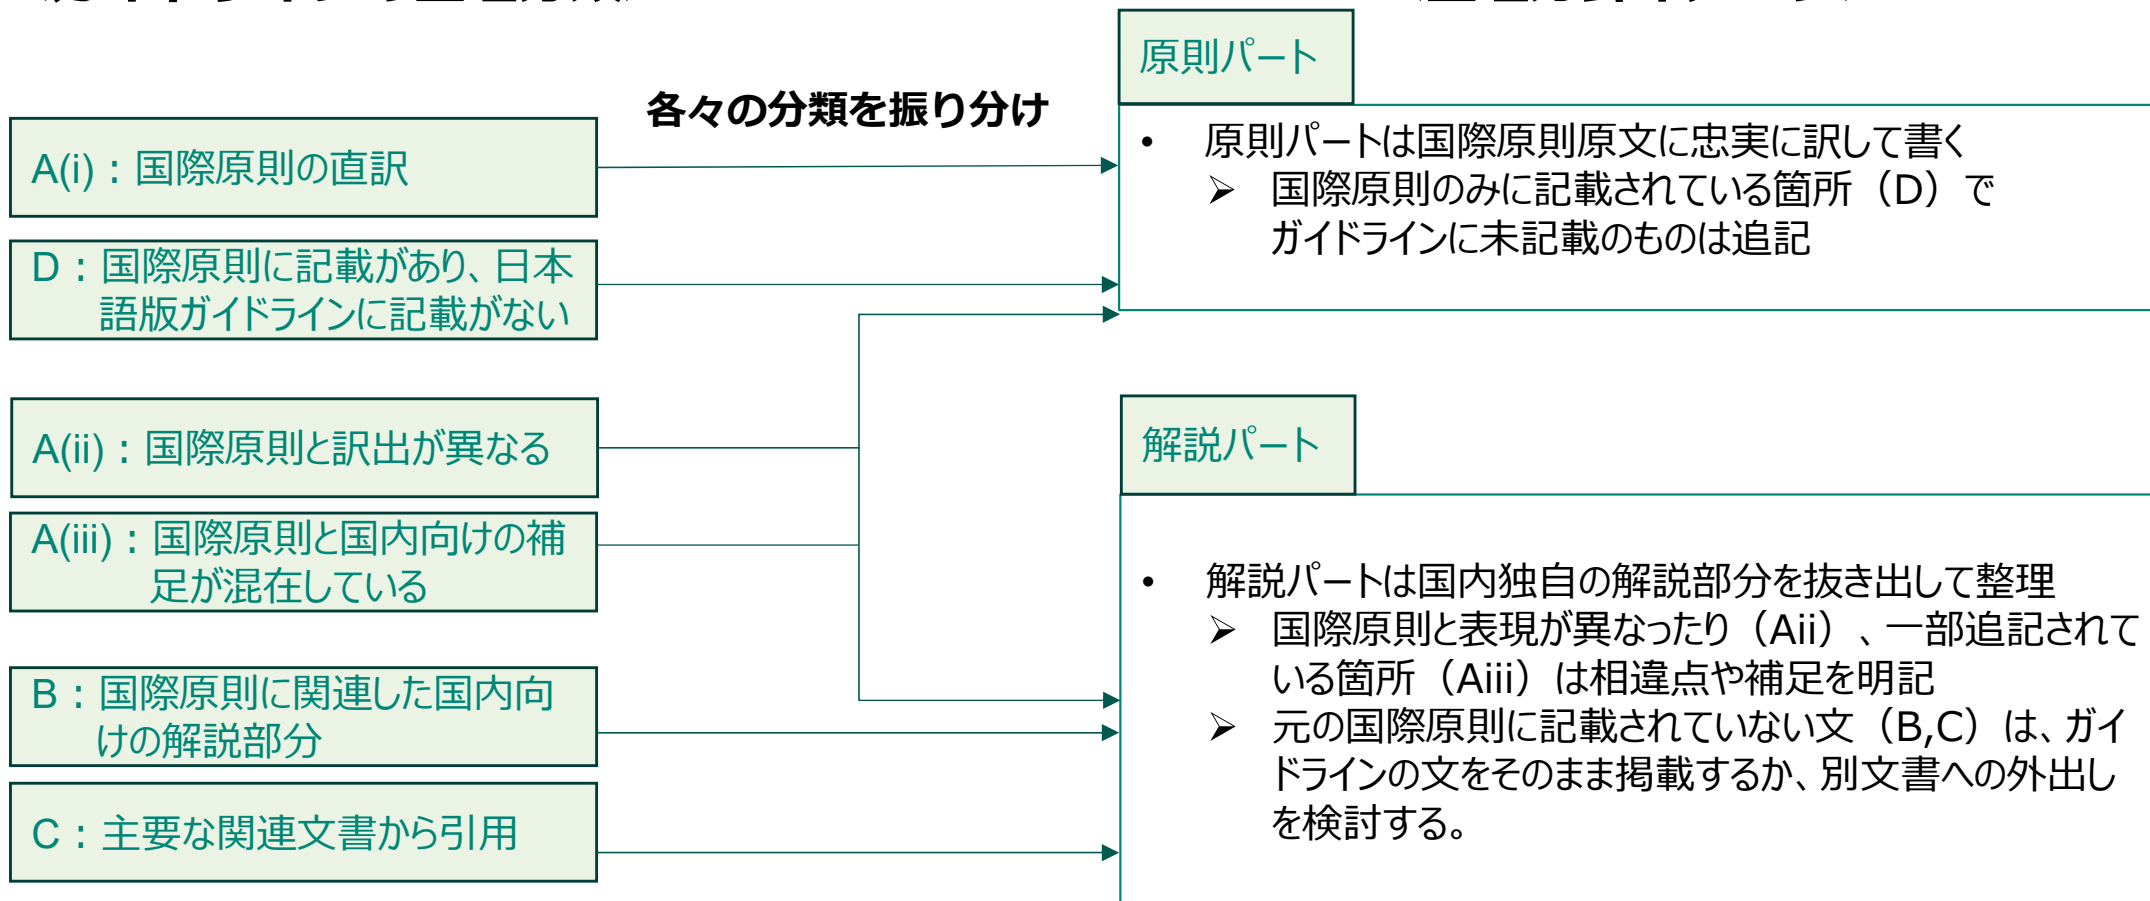 各々の分類を振り分け
A(i)：国際原則の直訳
D：国際原則に記載があり、日本
語版ガイドラインに記載がない
A(ii)：国際原則と訳出が異なる
A(iii)：国際原則と国内向けの補
足が混在している
B：国際原則に関連した国内向
けの解説部分
C：主要な関連文書から引用
原則パート
• 原則パートは国際原則原文に忠実に訳して書く
➢ 国際原則のみに記載されている箇所（D）で
ガイドラインに未記載のものは追記
解説パート
• 解説パートは国内独自の解説部分を抜き出して整理
➢ 国際原則と表現が異なったり（Aii）、一部追記されて
いる箇所（Aiii）は相違点や補足を明記
➢ 元の国際原則に記載されていない文（B,C）は、ガイ
ドラインの文をそのまま掲載するか、別文書への外出し
を検討する。